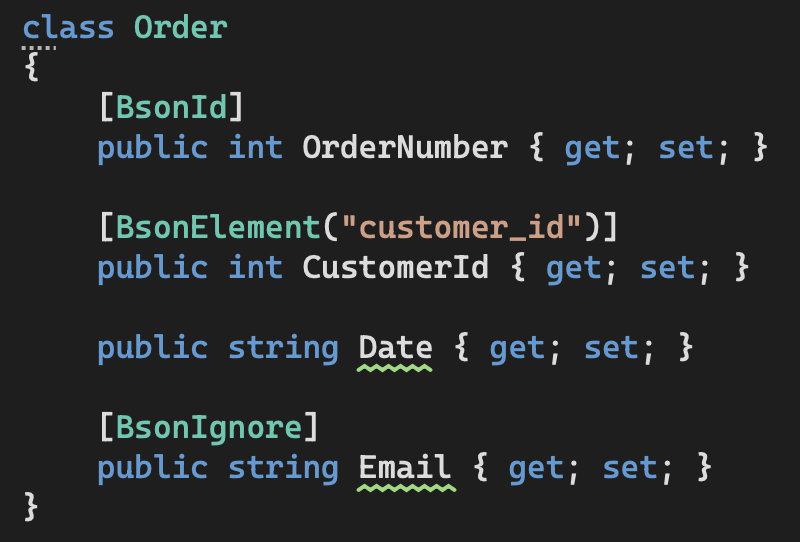 class Order
{
    [BsonId]
    public int OrderNumber { get; set; }

    [BsonElement("customer_id")]
    public int CustomerId { get; set; }

    public string Date { get; set; }

    [BsonIgnore]
    public string Email { get; set; }
}